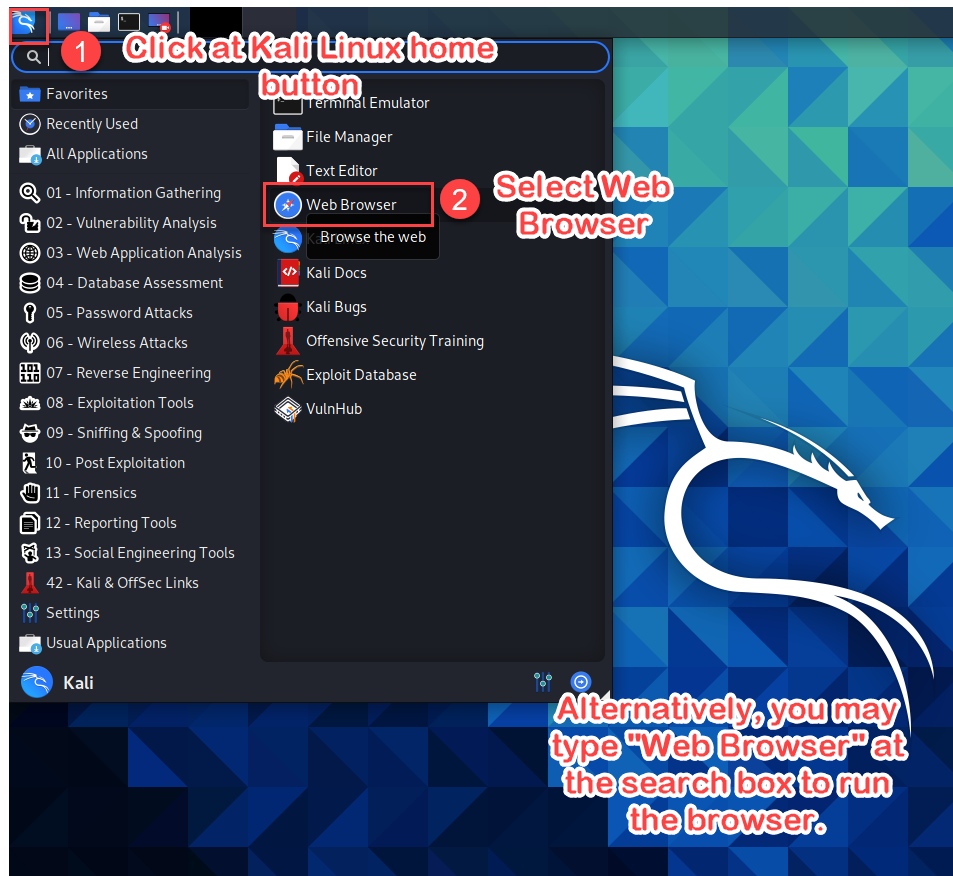 1
Click at Kali Linux home
button
Favorites
Recently Used
All Applications
01 - Information Gathering
02 - Vulnerability Analysis
03 - Web Application Analysis
04 - Database Assessment
05 - Password Attacks
06 - Wireless Attacks
07 - Reverse Engineering
08 - Exploitation Tools
09 - Sniffing & Spoofing
10 - Post Exploitation
11 - Forensics
12 - Reporting Tools
13 - Social Engineering Tools
42 - Kali & OffSec Links
Settings
Usual Applications
Terminal Emulator
File Manager
Text Editor
Web Browser
Browse the web
Kali Docs
Kali Bugs
Offensive Security Training
Exploit Database
VulnHub
2
Select Web
Browser
Kali
Alternatively, you may
type "Web Browser" at
the search box to run
the browser.